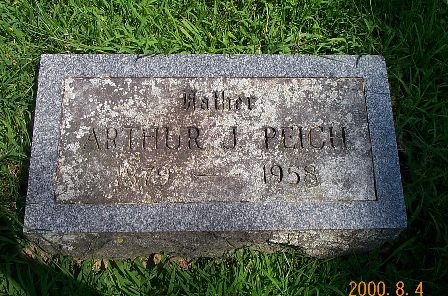 Father
ARTHUR J. PEICH
1879 — 1958
2000. 8. 4